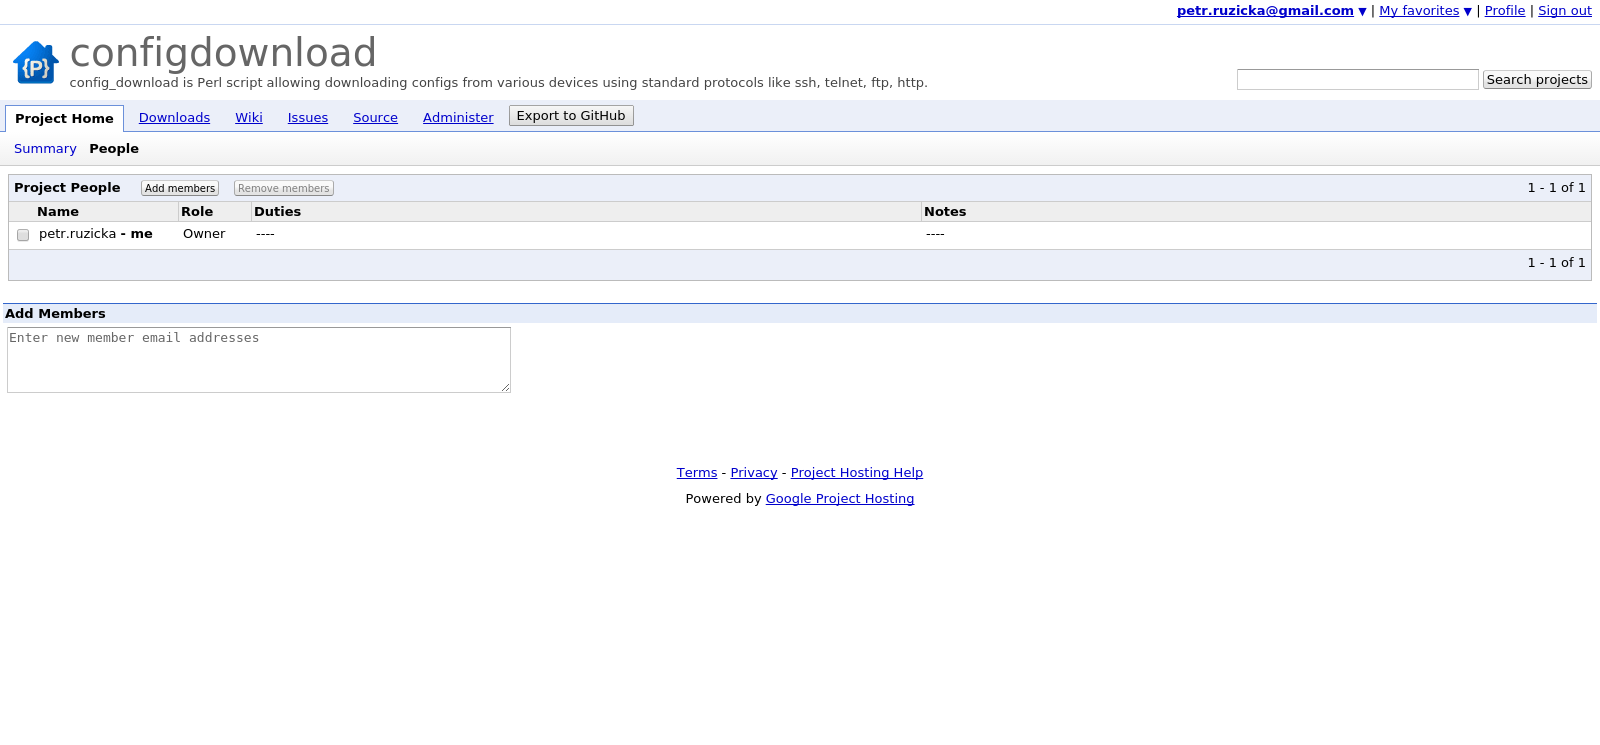 petr.ruzicka@gmail.com ▼ | My favorites ▼ | Profile | Sign out
{P}
configdownload
config_download is Perl script allowing downloading configs from various devices using standard protocols like ssh, telnet, ftp, http.
Search projects
Project Home Downloads Wiki Issues Source Administer Export to GitHub
Summary People
Project People Add members Remove members 1 - 1 of 1
Name Role Duties Notes
petr.ruzicka - me Owner ---- ----
1 - 1 of 1
Add Members
Enter new member email addresses
Terms - Privacy - Project Hosting Help
Powered by Google Project Hosting